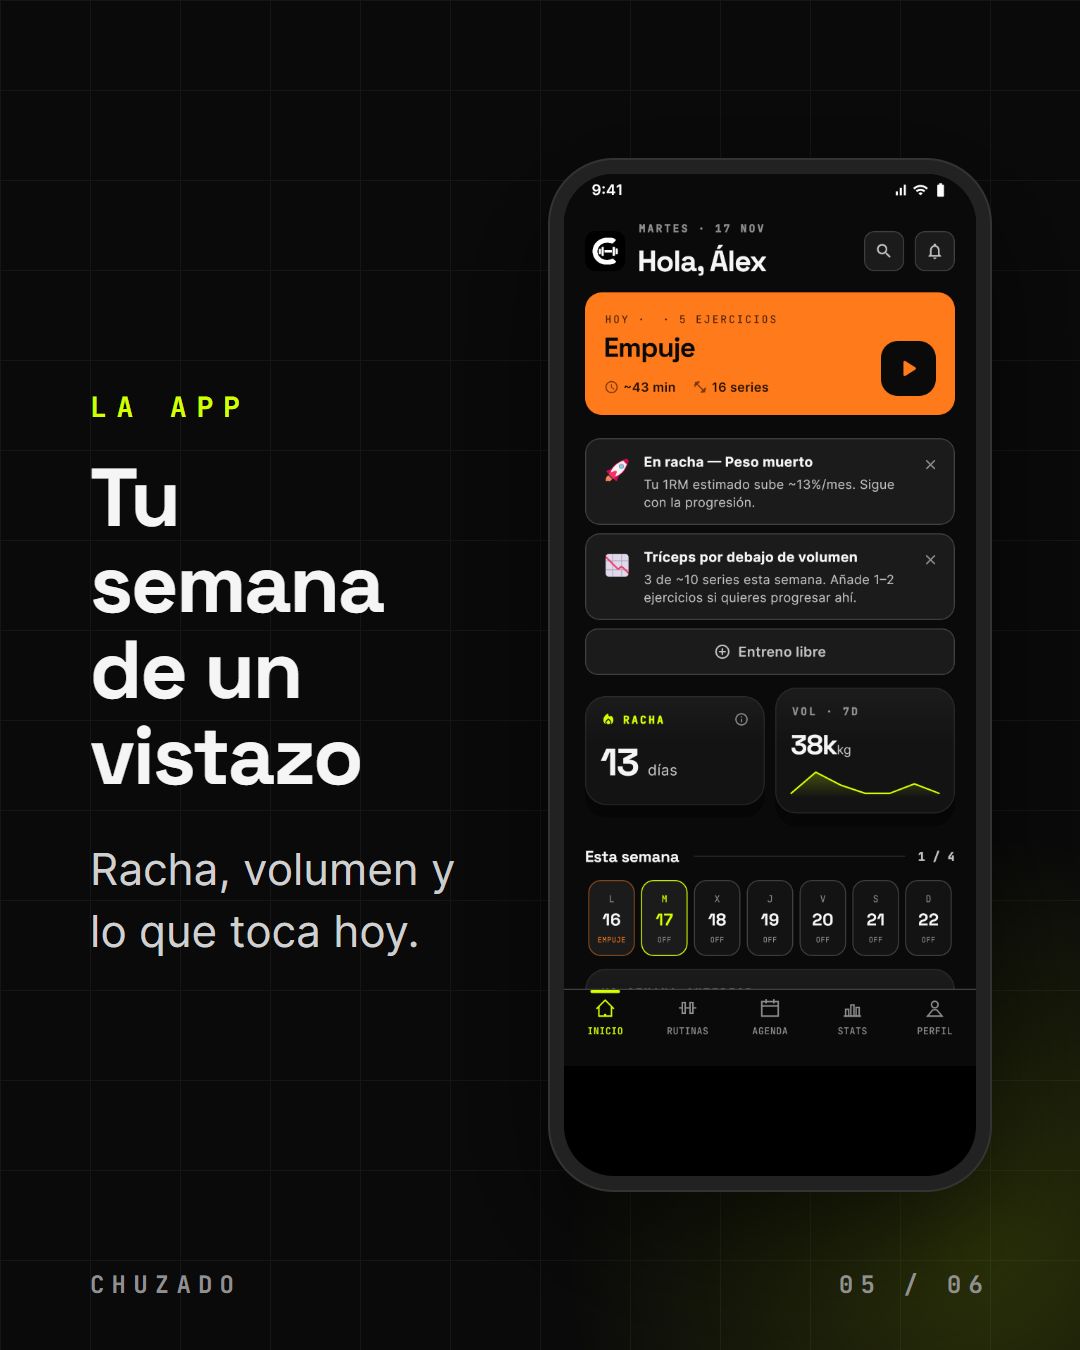 LA APP
Tu
semana
de un
vistazo
Racha, volumen y
lo que toca hoy.
9:41
MARTES · 17 NOV
Hola, Álex
HOY · · 5 EJERCICIOS
Empuje
~43 min 16 series
En racha — Peso muerto
Tu 1RM estimado sube ~13%/mes. Sigue
con la progresión.
Tríceps por debajo de volumen
3 de ~10 series esta semana. Añade 1–2
ejercicios si quieres progresar ahí.
Entreno libre
RACHA
13 días
VOL · 7D
38k kg
Esta semana 1 / 4
L M X J V S D
16 17 18 19 20 21 22
EMPUJE OFF OFF OFF OFF OFF OFF
INICIO RUTINAS AGENDA STATS PERFIL
CHUZADO 05 / 06